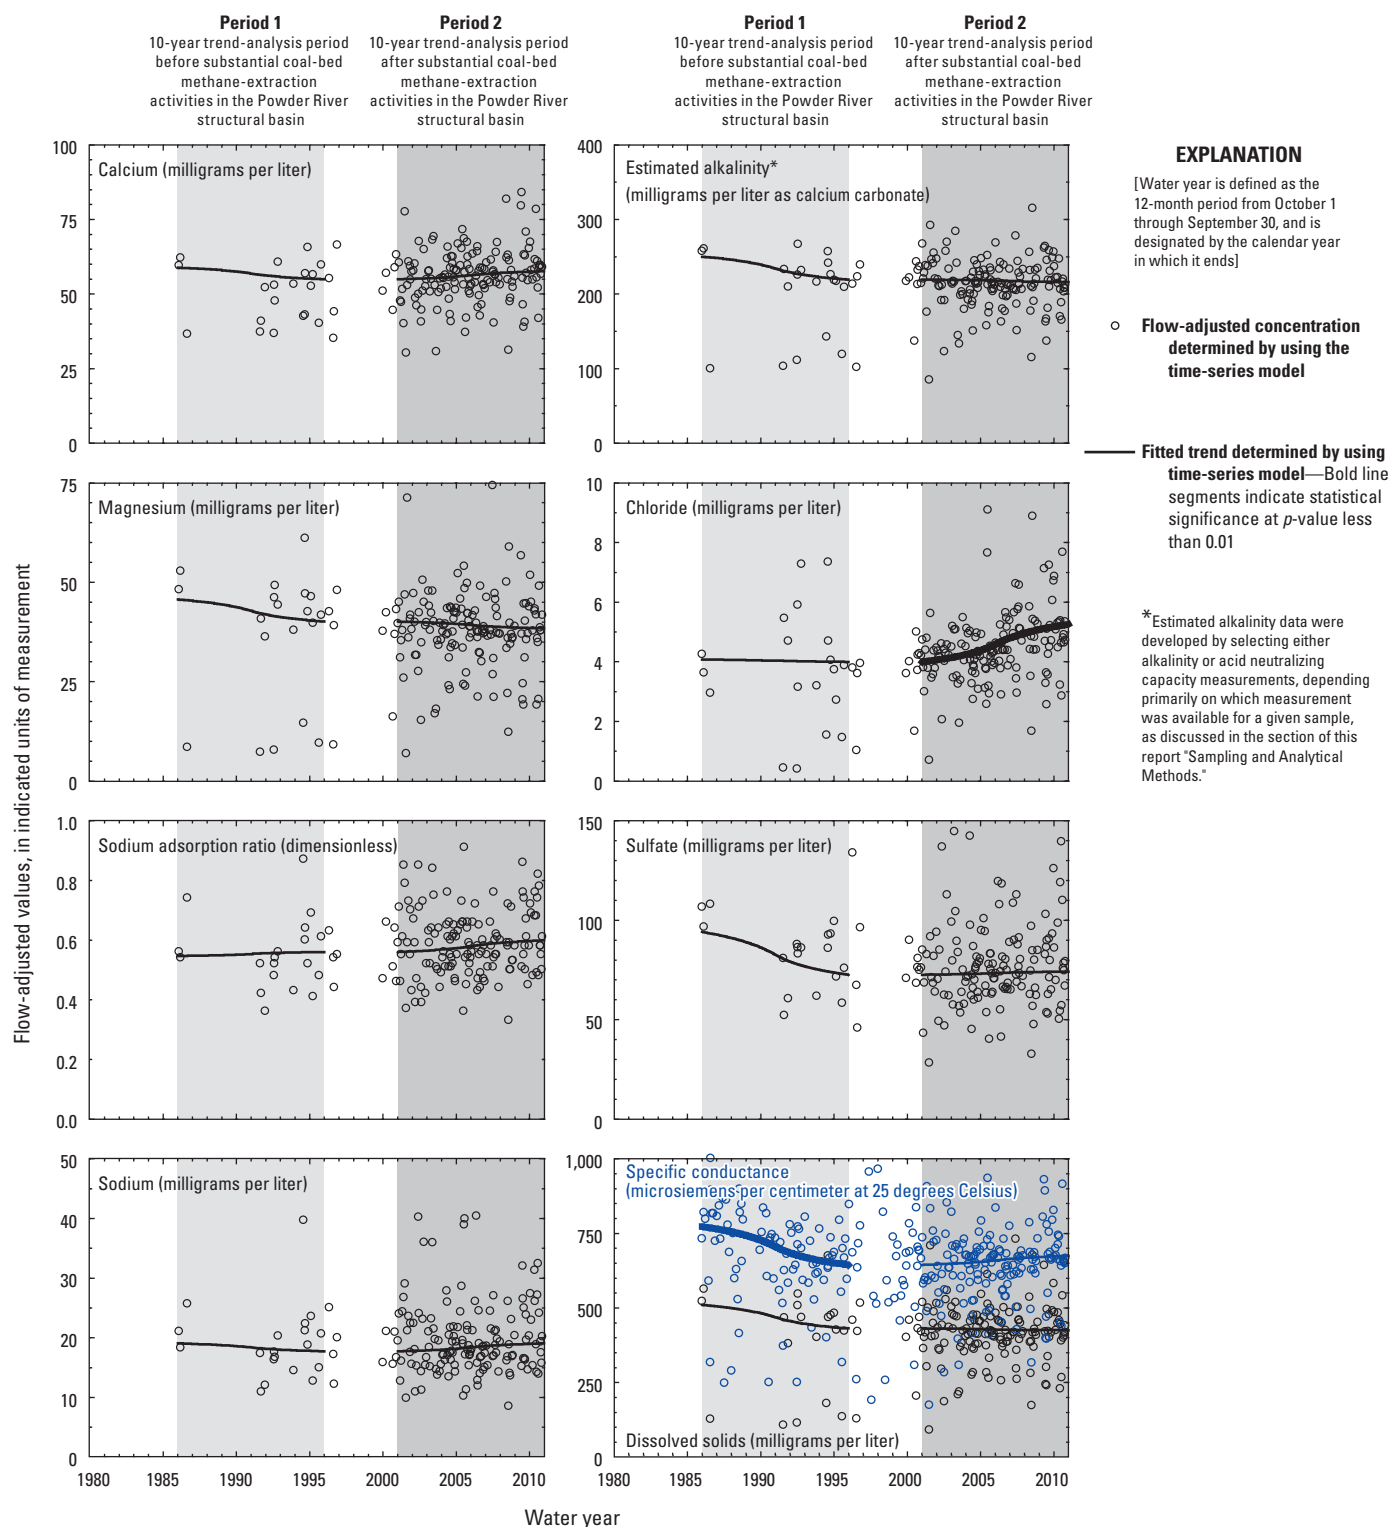 Period 1
10-year trend-analysis period
before substantial coal-bed
methane-extraction
activities in the Powder River
structural basin
Period 2
10-year trend-analysis period
after substantial coal-bed
methane-extraction
activities in the Powder River
structural basin
Period 1
10-year trend-analysis period
before substantial coal-bed
methane-extraction
activities in the Powder River
structural basin
Period 2
10-year trend-analysis period
after substantial coal-bed
methane-extraction
activities in the Powder River
structural basin
Flow-adjusted values, in indicated units of measurement
Calcium (milligrams per liter)
100
75
50
25
0
Estimated alkalinity*
(milligrams per liter as calcium carbonate)
400
300
200
100
0
Magnesium (milligrams per liter)
75
50
25
0
Chloride (milligrams per liter)
10
8
6
4
2
0
Sodium adsorption ratio (dimensionless)
1.0
0.8
0.6
0.4
0.2
0.0
Sulfate (milligrams per liter)
150
100
50
0
1980 1985 1990 1995 2000 2005 2010
Sodium (milligrams per liter)
50
40
30
20
10
0
1980 1985 1990 1995 2000 2005 2010
Specific conductance
(microsiemens per centimeter at 25 degrees Celsius)
1,000
750
500
250
0
Dissolved solids (milligrams per liter)
1980 1985 1990 1995 2000 2005 2010
Water year
EXPLANATION
[Water year is defined as the
12-month period from October 1
through September 30, and is
designated by the calendar year
in which it ends]
Flow-adjusted concentration
determined by using the
time-series model
Fitted trend determined by using
time-series model—Bold line
segments indicate statistical
significance at p-value less
than 0.01
*Estimated alkalinity data were
developed by selecting either
alkalinity or acid neutralizing
capacity measurements, depending
primarily on which measurement
was available for a given sample,
as discussed in the section of this
report "Sampling and Analytical
Methods."